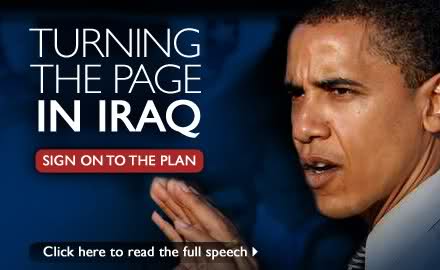 TURNING
THE PAGE
IN IRAQ
SIGN ON TO THE PLAN
Click here to read the full speech